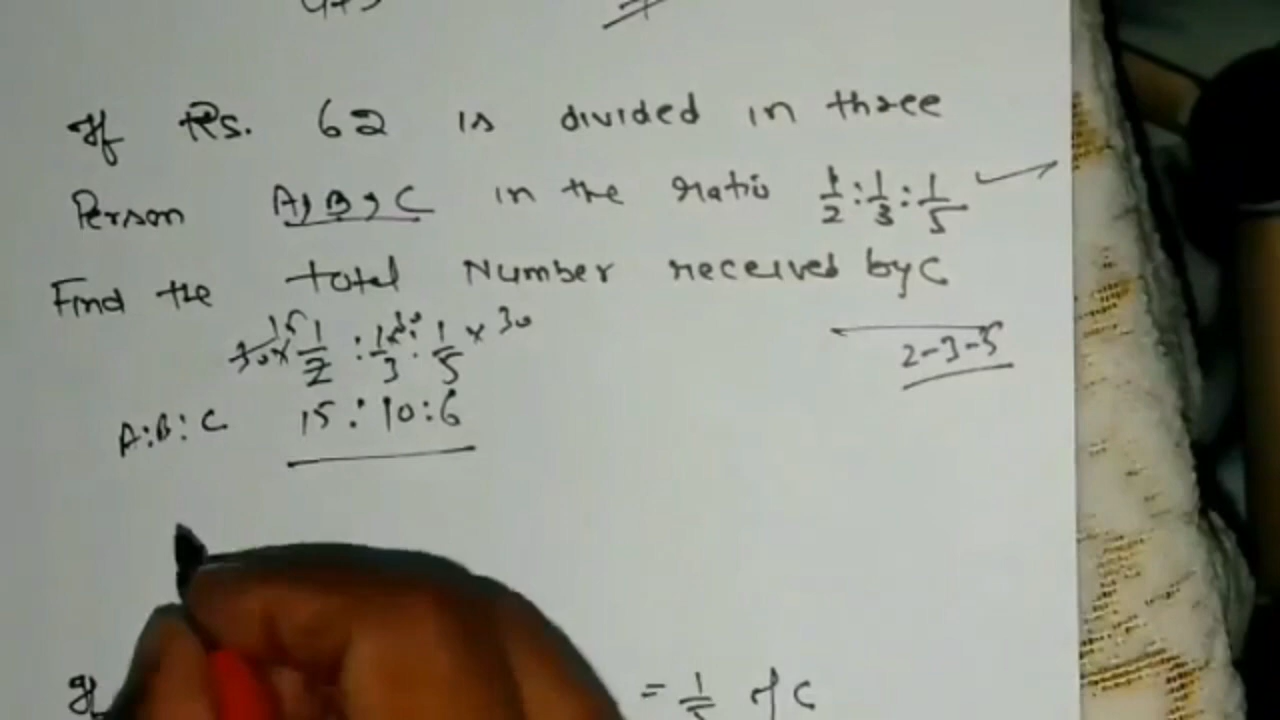 If Rs. 62 is divided in three
Person A, B, C in the ratio 1/2 : 1/3 : 1/5
Find the total Number received by C
2-3-5
30 × 1/2 : 1/3 : 1/5 × 30
15
A:B:C 15 : 10 : 6
If
= 1/5 of C